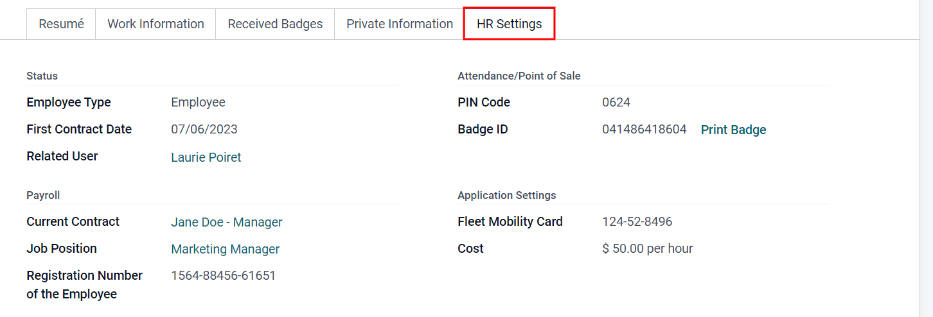 Resumé Work Information Received Badges Private Information HR Settings
Status
Employee Type Employee
First Contract Date 07/06/2023
Related User Laurie Poiret
Attendance/Point of Sale
PIN Code 0624
Badge ID 041486418604 Print Badge
Payroll
Current Contract Jane Doe - Manager
Job Position Marketing Manager
Registration Number 1564-88456-61651
of the Employee
Application Settings
Fleet Mobility Card 124-52-8496
Cost $ 50.00 per hour